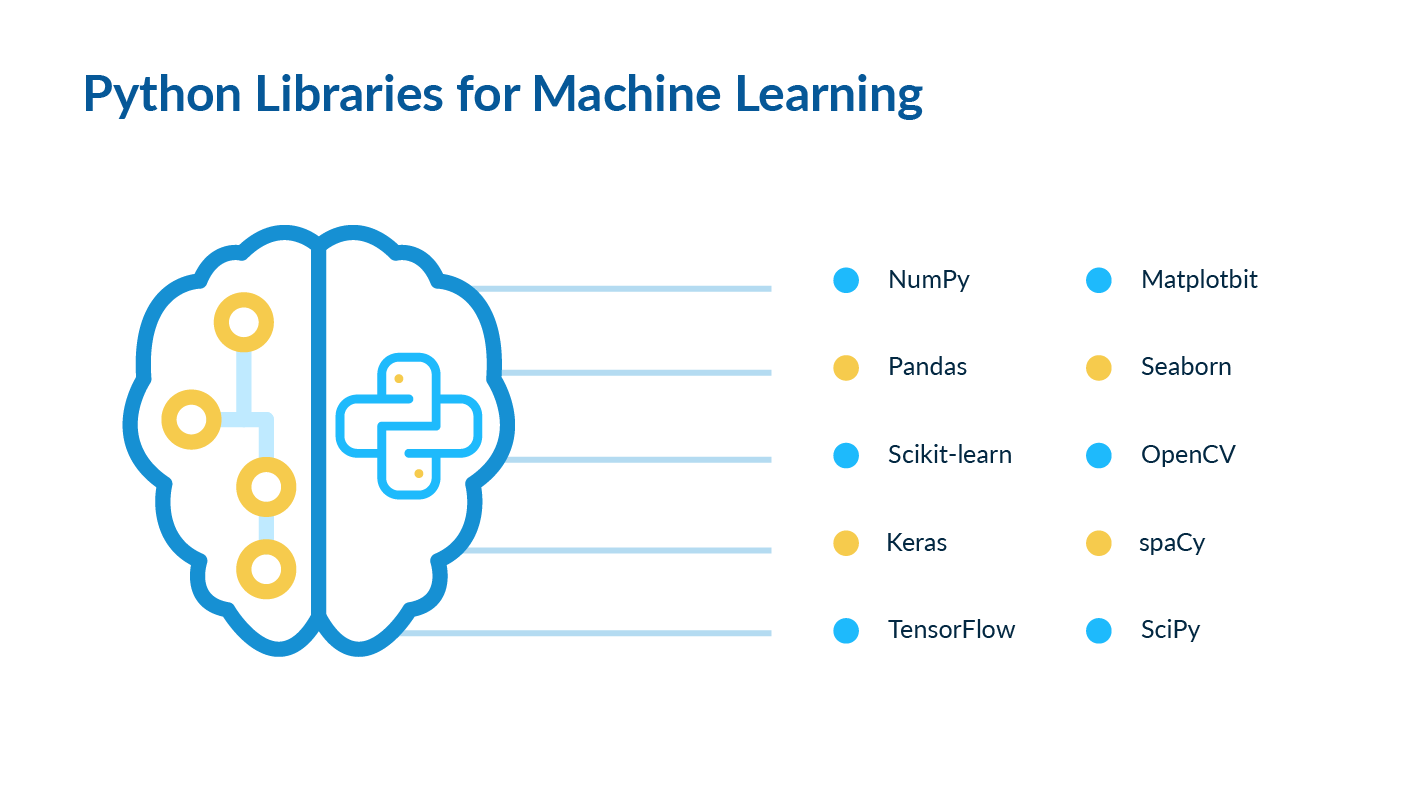 Python Libraries for Machine Learning
NumPy
Matplotbit
Pandas
Seaborn
Scikit-learn
OpenCV
Keras
spaCy
TensorFlow
SciPy